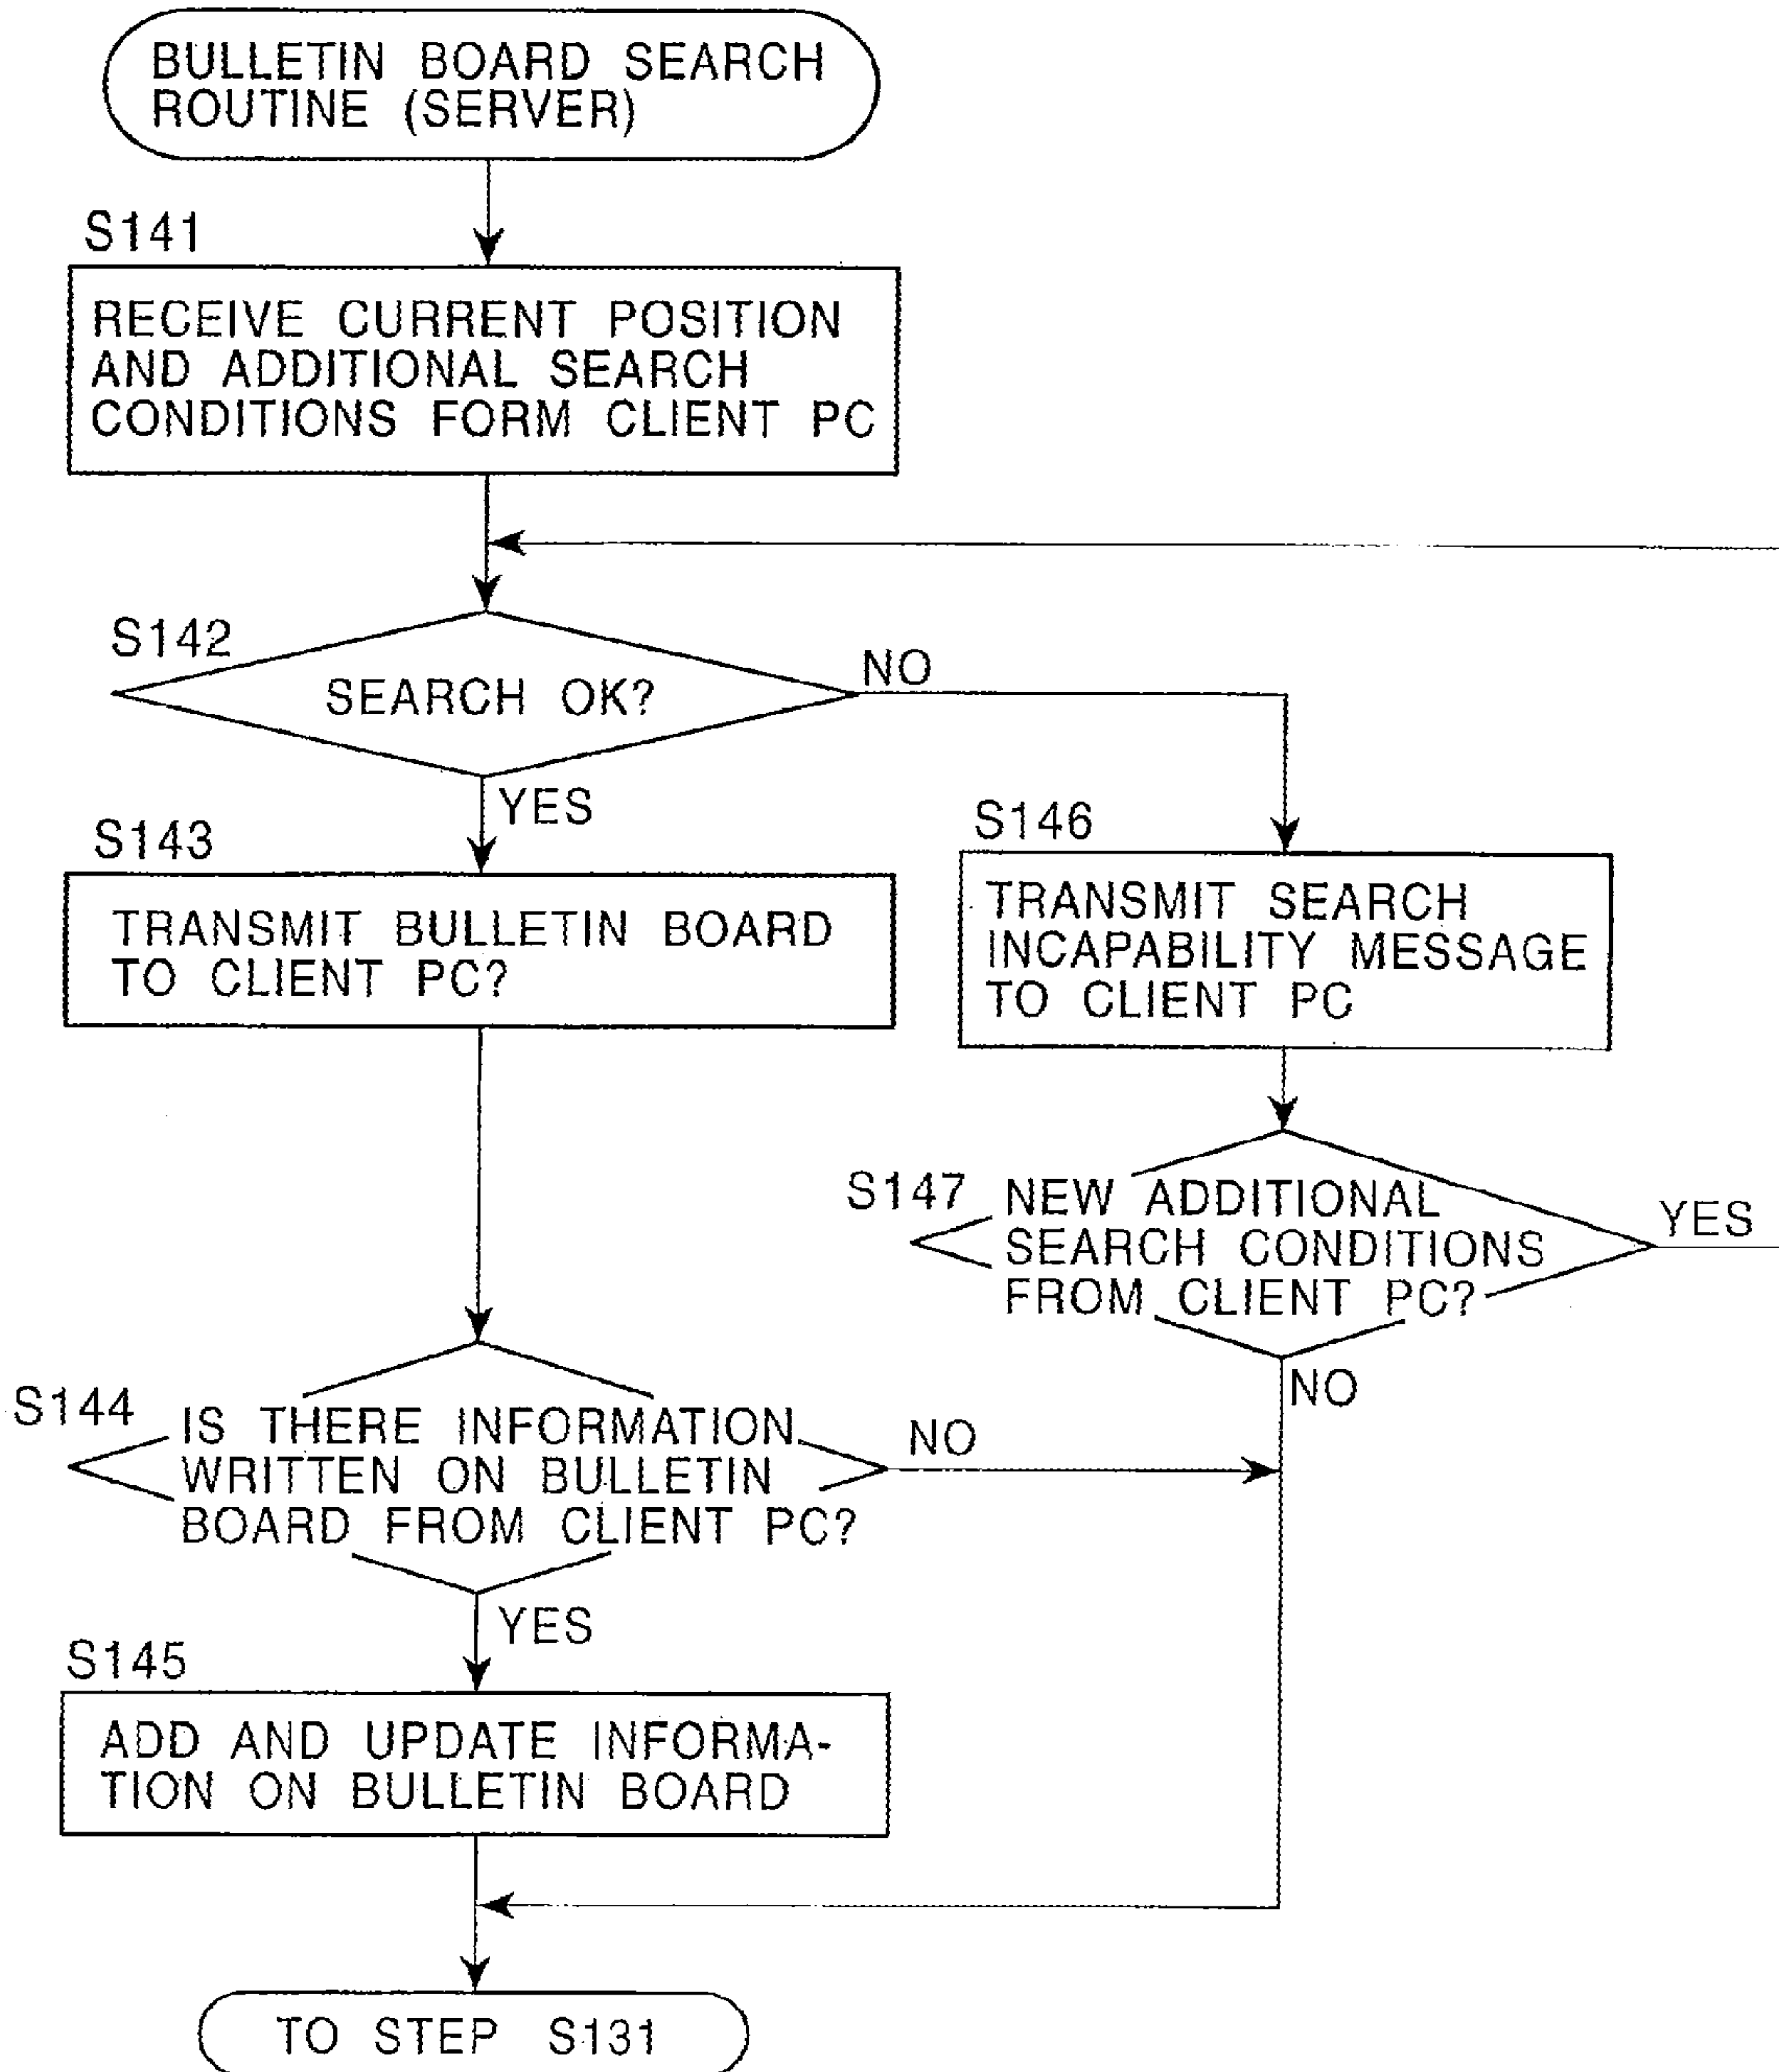 BULLETIN BOARD SEARCH
ROUTINE (SERVER)
S141
RECEIVE CURRENT POSITION
AND ADDITIONAL SEARCH
CONDITIONS FORM CLIENT PC
S142
SEARCH OK?
NO
YES
S143
TRANSMIT BULLETIN BOARD
TO CLIENT PC?
S146
TRANSMIT SEARCH
INCAPABILITY MESSAGE
TO CLIENT PC
S147
NEW ADDITIONAL
SEARCH CONDITIONS
FROM CLIENT PC?
YES
NO
S144
IS THERE INFORMATION
WRITTEN ON BULLETIN
BOARD FROM CLIENT PC?
NO
YES
S145
ADD AND UPDATE INFORMA-
TION ON BULLETIN BOARD
TO STEP S131